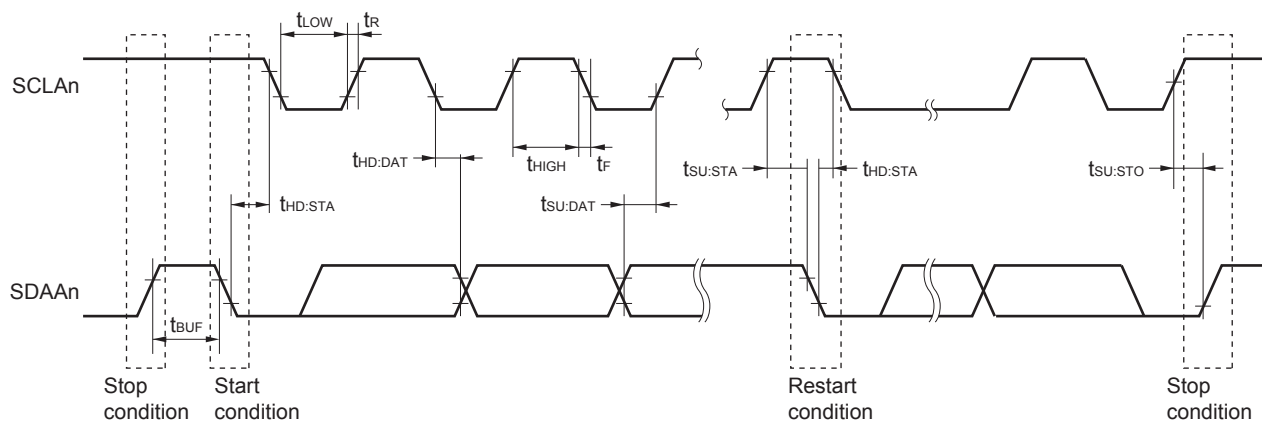 tLOW
tR
SCLAn
tHD:DAT
tHIGH
tF
tSU:STA
tHD:STA
tSU:STO
tHD:STA
tSU:DAT
SDAAn
tBUF
Stop
condition
Start
condition
Restart
condition
Stop
condition